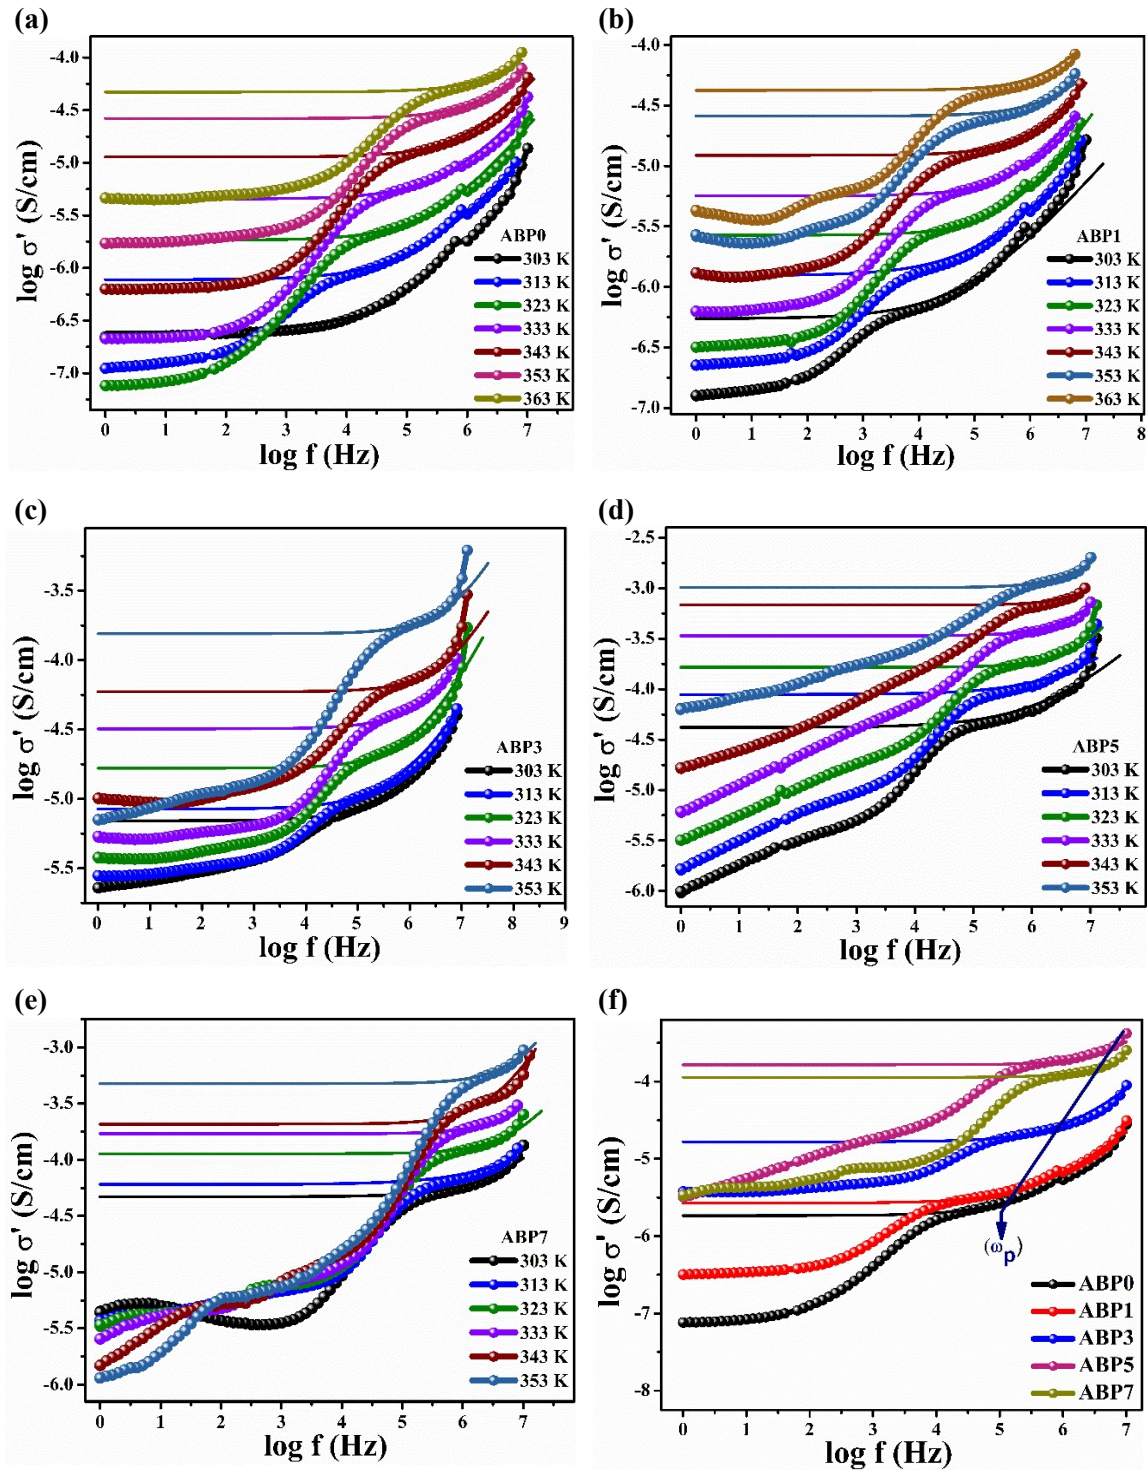 (a)
-4.0
-4.5
-5.0
-5.5
-6.0
-6.5
-7.0
log σ' (S/cm)
0 1 2 3 4 5 6 7
log f (Hz)
ABP0
303 K
313 K
323 K
333 K
343 K
353 K
363 K
(b)
-4.0
-4.5
-5.0
-5.5
-6.0
-6.5
-7.0
log σ' (S/cm)
0 1 2 3 4 5 6 7 8
log f (Hz)
ABP1
303 K
313 K
323 K
333 K
343 K
353 K
363 K
(c)
-3.5
-4.0
-4.5
-5.0
-5.5
log σ' (S/cm)
0 1 2 3 4 5 6 7 8 9
log f (Hz)
ABP3
303 K
313 K
323 K
333 K
343 K
353 K
(d)
-2.5
-3.0
-3.5
-4.0
-4.5
-5.0
-5.5
-6.0
log σ' (S/cm)
0 1 2 3 4 5 6 7
log f (Hz)
ABP5
303 K
313 K
323 K
333 K
343 K
353 K
(e)
-3.0
-3.5
-4.0
-4.5
-5.0
-5.5
-6.0
log σ' (S/cm)
0 1 2 3 4 5 6 7
log f (Hz)
ABP7
303 K
313 K
323 K
333 K
343 K
353 K
(f)
-4
-5
-6
-7
-8
log σ' (S/cm)
0 1 2 3 4 5 6 7
log f (Hz)
(ωp)
ABP0
ABP1
ABP3
ABP5
ABP7